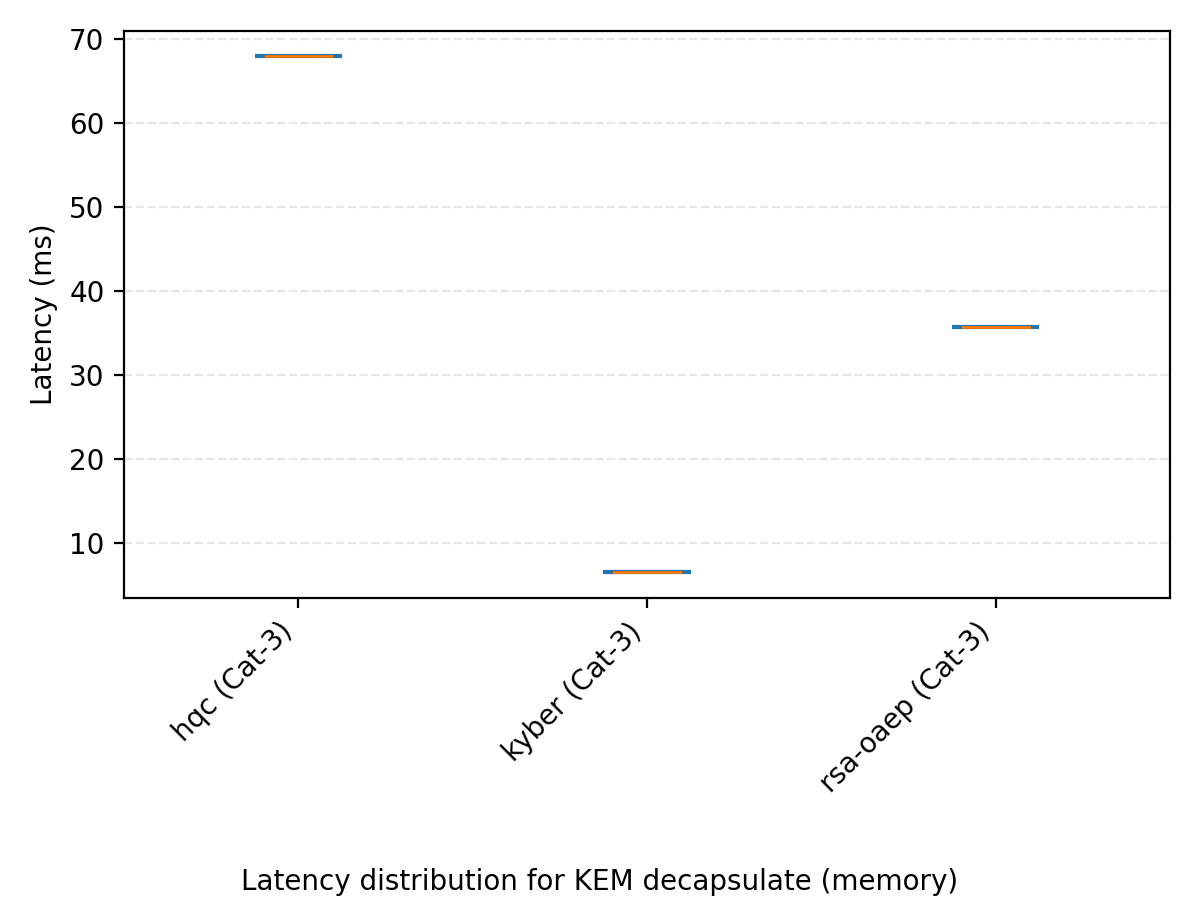 70
60
50
40
30
20
10
Latency (ms)
hqc (Cat-3)
kyber (Cat-3)
rsa-oaep (Cat-3)
Latency distribution for KEM decapsulate (memory)